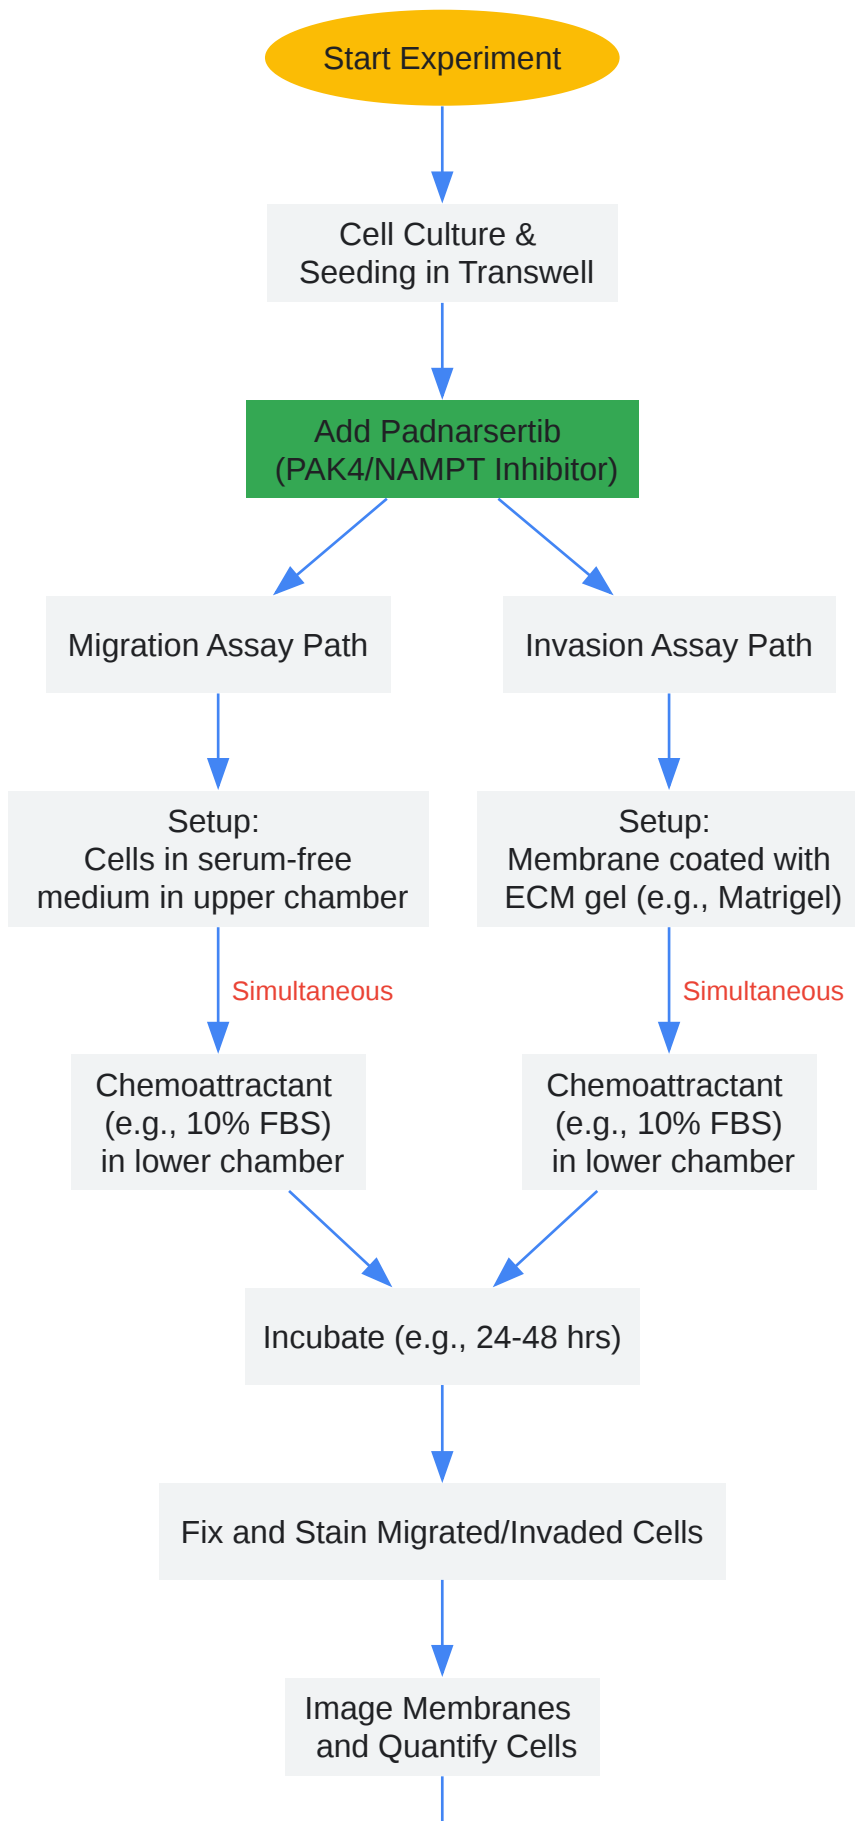 Start Experiment
Cell Culture &
Seeding in Transwell
Add Padnarsertib
(PAK4/NAMPT Inhibitor)
Migration Assay Path
Invasion Assay Path
Setup:
Cells in serum-free
medium in upper chamber
Setup:
Membrane coated with
ECM gel (e.g., Matrigel)
Simultaneous
Simultaneous
Chemoattractant
(e.g., 10% FBS)
in lower chamber
Chemoattractant
(e.g., 10% FBS)
in lower chamber
Incubate (e.g., 24-48 hrs)
Fix and Stain Migrated/Invaded Cells
Image Membranes
and Quantify Cells